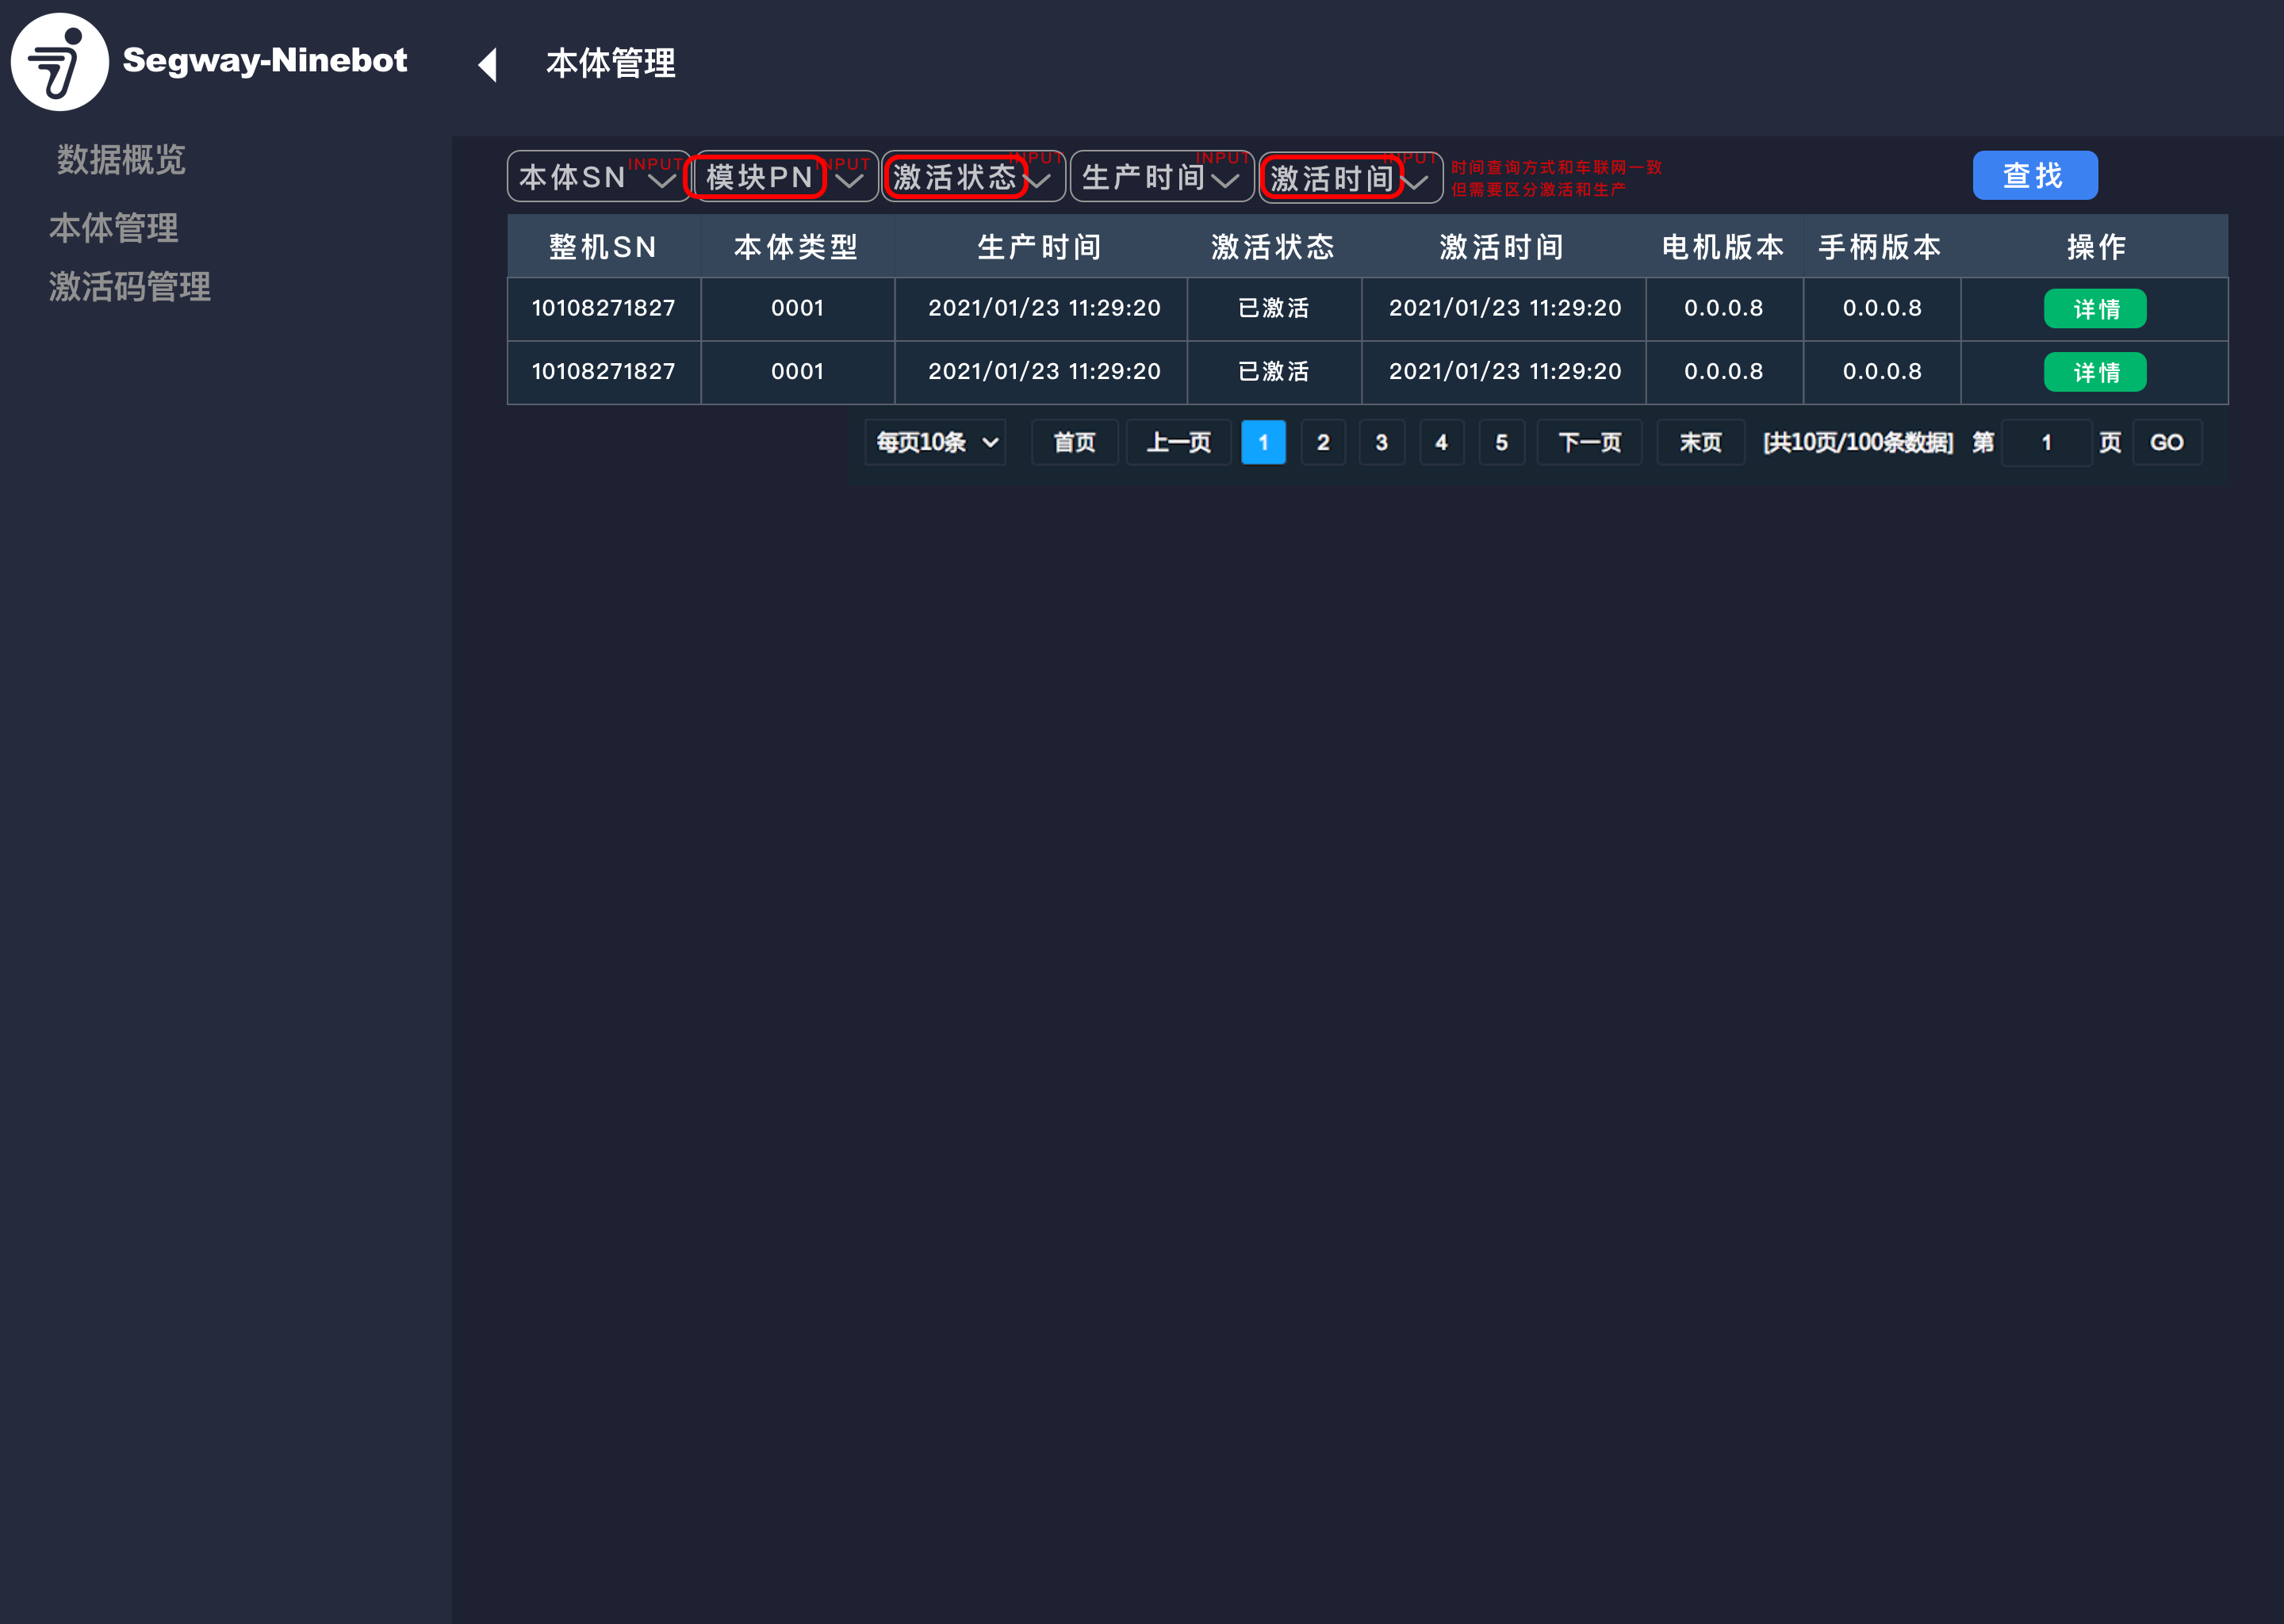 Segway-Ninebot
本体管理
数据概览
本体管理
激活码管理
本体SN INPUT 模块PN INPUT 激活状态 INPUT 生产时间 INPUT 激活时间 INPUT
时间查询方式和车联网一致
但需要区分激活和生产
查找
整机SN 本体类型 生产时间 激活状态 激活时间 电机版本 手柄版本 操作
10108271827 0001 2021/01/23 11:29:20 已激活 2021/01/23 11:29:20 0.0.0.8 0.0.0.8 详情
10108271827 0001 2021/01/23 11:29:20 已激活 2021/01/23 11:29:20 0.0.0.8 0.0.0.8 详情
每页10条 首页 上一页 1 2 3 4 5 下一页 末页 [共10页/100条数据] 第 1 页 GO